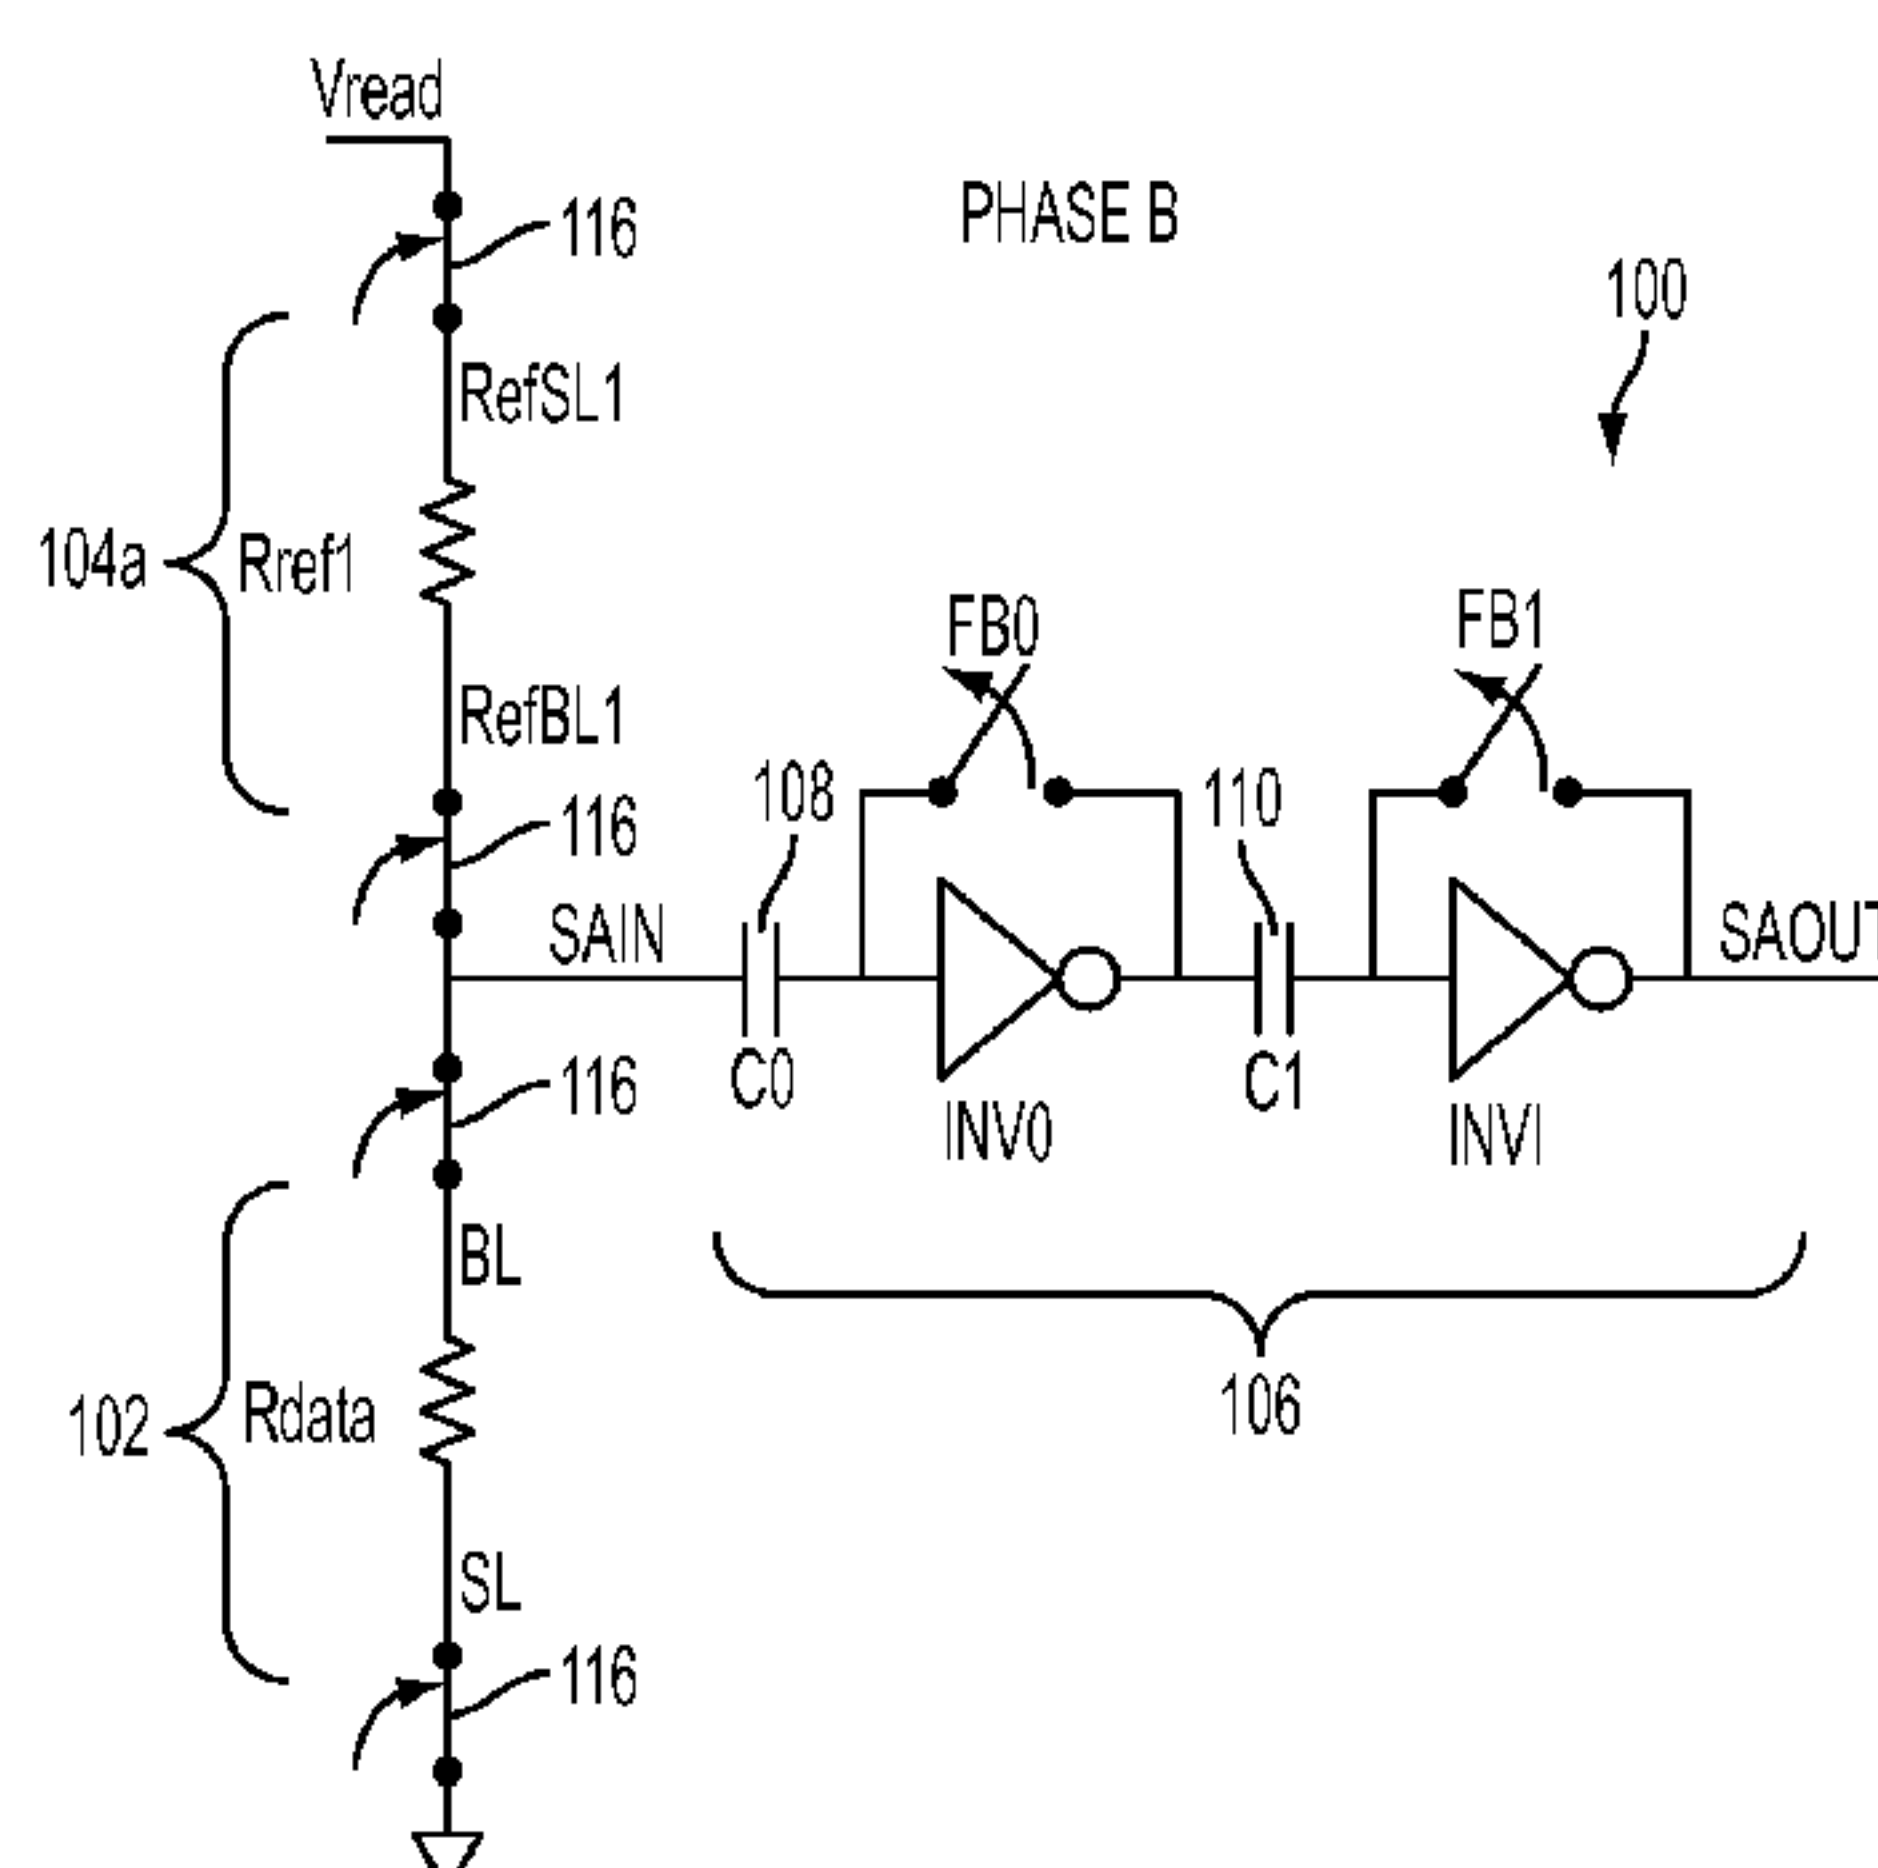 Vread
116
PHASE B
100
RefSL1
104a
Rref1
RefBL1
FB0
FB1
108
110
116
SAIN
SAOUT
C0
C1
116
INV0
INVI
BL
102
Rdata
106
SL
116